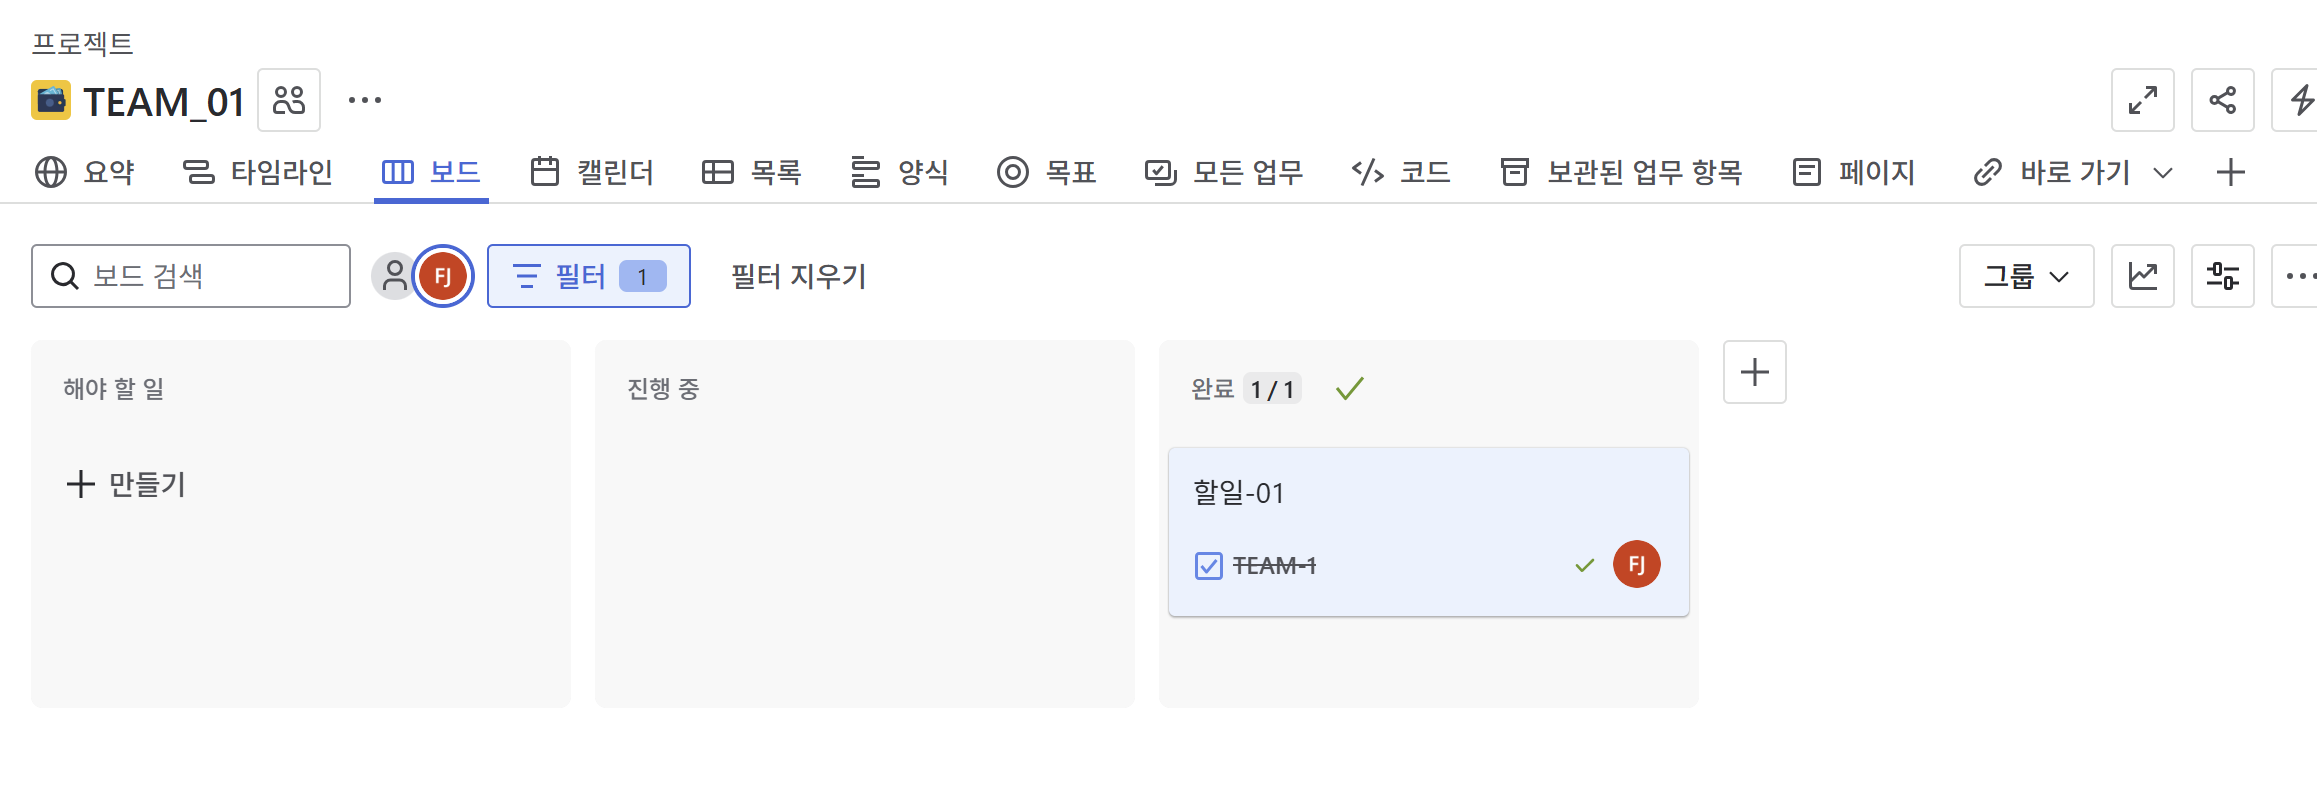 프로젝트
TEAM_01
요약 타임라인 보드 캘린더 목록 양식 목표 모든 업무 코드 보관된 업무 항목 페이지 바로 가기
보드 검색 FJ 필터 1 필터 지우기 그룹
해야 할 일 진행 중 완료 1 / 1
만들기
할일-01
TEAM-1 FJ